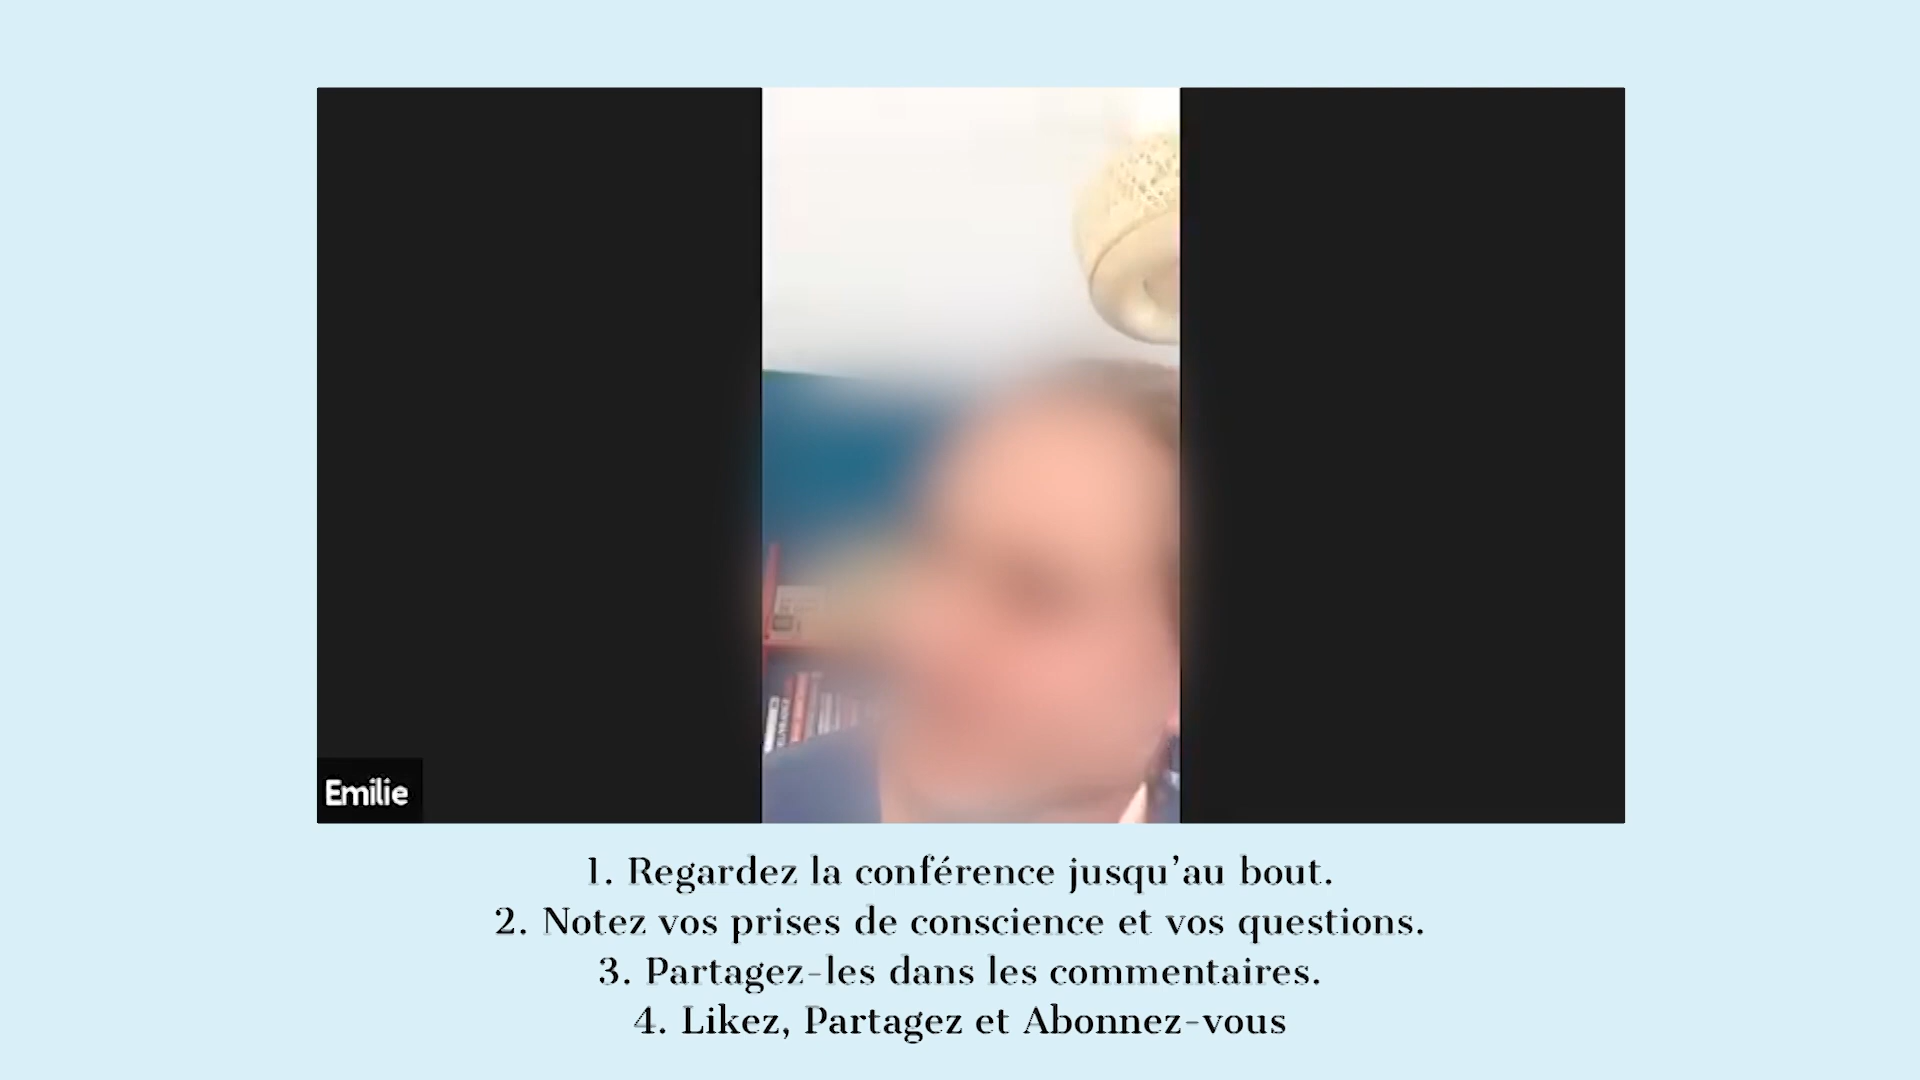 Emilie
1. Regardez la conférence jusqu'au bout.
2. Notez vos prises de conscience et vos questions.
3. Partagez-les dans les commentaires.
4. Likez, Partagez et Abonnez-vous